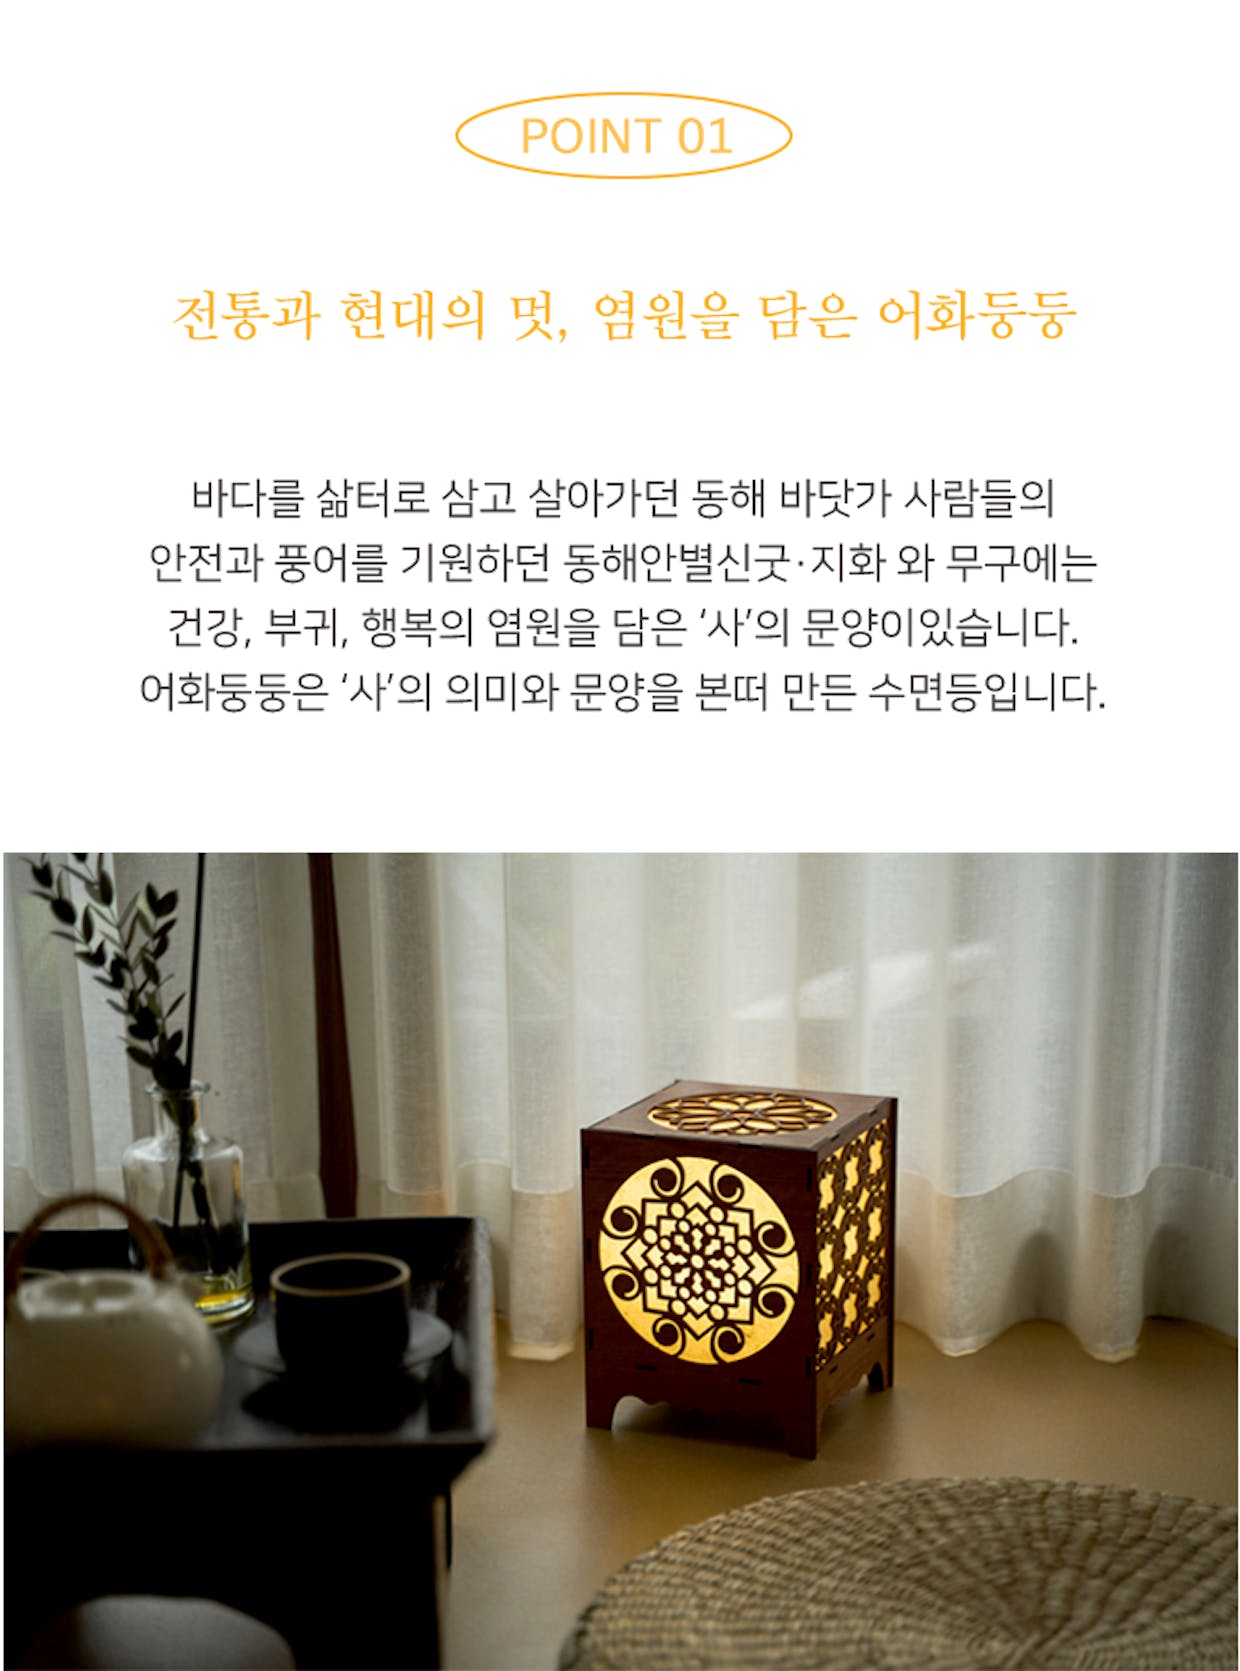 POINT 01
전통과 현대의 멋, 염원을 담은 어화둥둥
바다를 삶터로 삼고 살아가던 동해 바닷가 사람들의
안전과 풍어를 기원하던 동해안별신굿·지화 와 무구에는
건강, 부귀, 행복의 염원을 담은 ‘사’의 문양이있습니다.
어화둥둥은 ‘사’의 의미와 문양을 본떠 만든 수면등입니다.